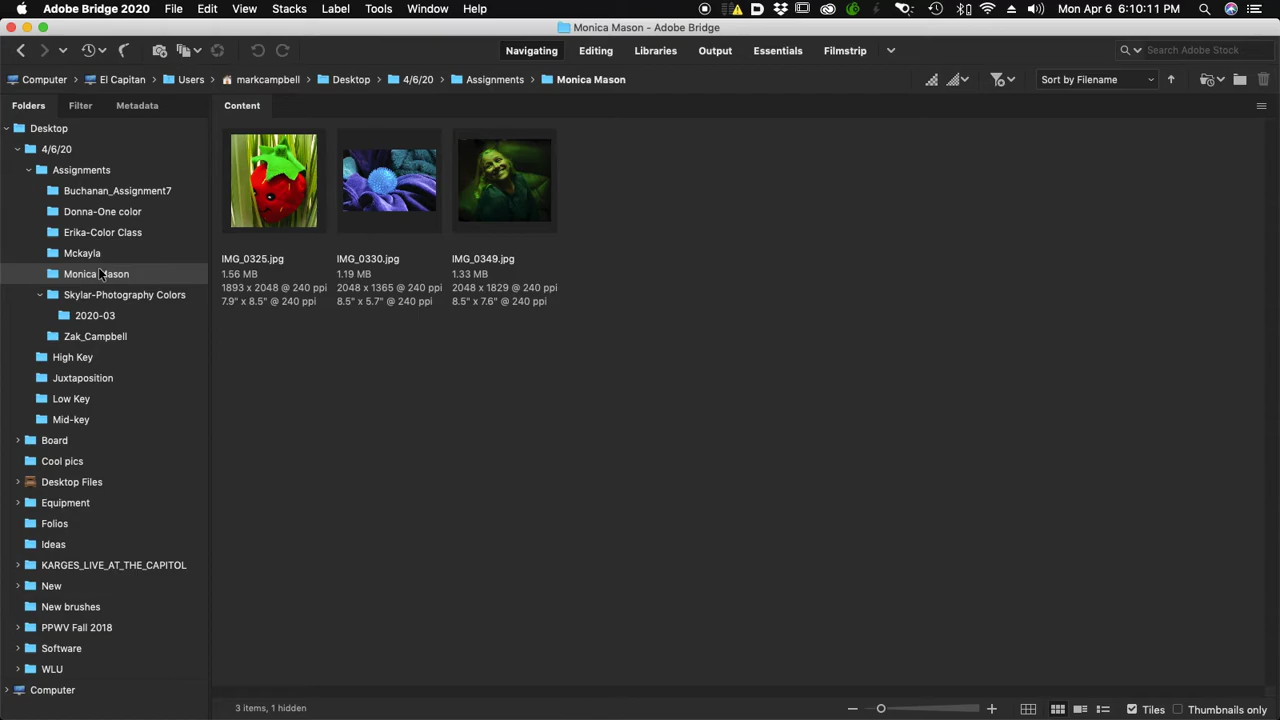 Adobe Bridge 2020 File Edit View Stacks Label Tools Window Help Mon Apr 6 6:10:11 PM
Monica Mason - Adobe Bridge
Navigating Editing Libraries Output Essentials Filmstrip Search Adobe Stock
Computer El Capitan Users markcampbell Desktop 4/6/20 Assignments Monica Mason Sort by Filename
Folders Filter Metadata Content
Desktop
4/6/20
Assignments
Buchanan_Assignment7
Donna-One color
Erika-Color Class
Mckayla
Monica Mason
Skylar-Photography Colors
2020-03
Zak_Campbell
High Key
Juxtaposition
Low Key
Mid-key
Board
Cool pics
Desktop Files
Equipment
Folios
Ideas
KARGES_LIVE_AT_THE_CAPITOL
New
New brushes
PPWV Fall 2018
Software
WLU
Computer
IMG_0325.jpg
1.56 MB
1893 x 2048 @ 240 ppi
7.9" x 8.5" @ 240 ppi
IMG_0330.jpg
1.19 MB
2048 x 1365 @ 240 ppi
8.5" x 5.7" @ 240 ppi
IMG_0349.jpg
1.33 MB
2048 x 1829 @ 240 ppi
8.5" x 7.6" @ 240 ppi
3 items, 1 hidden
Tiles Thumbnails only